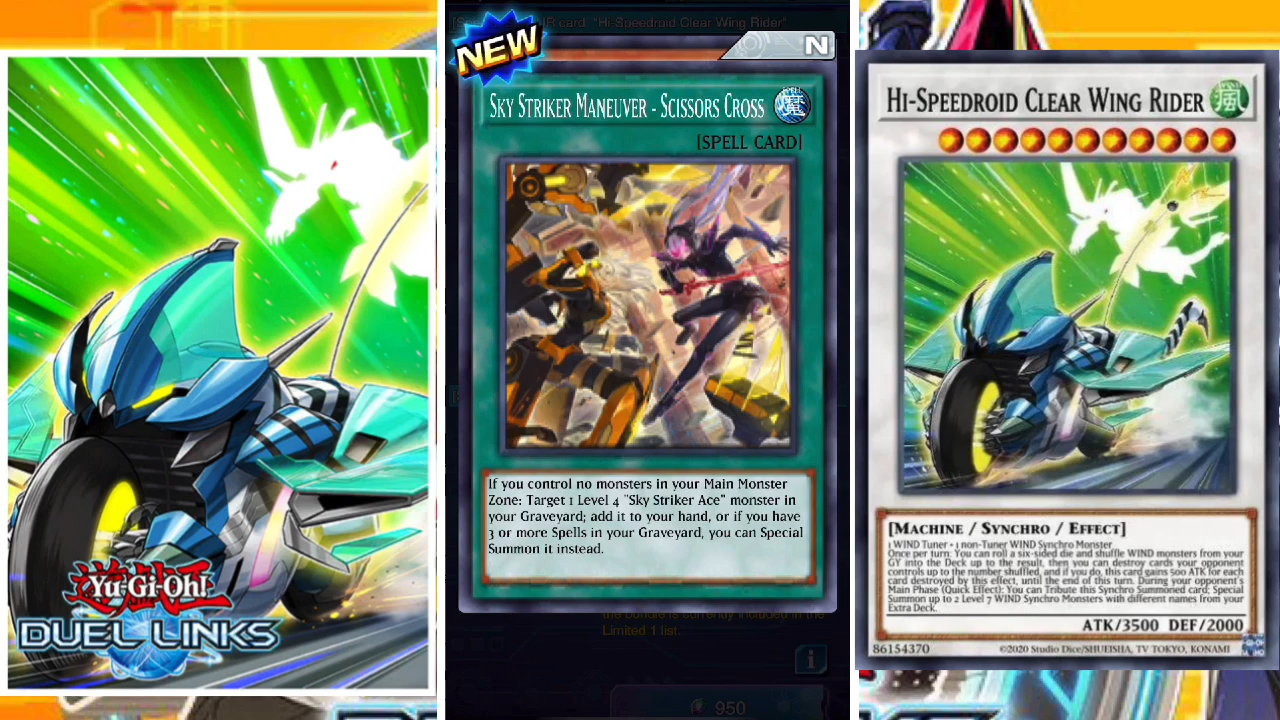 Yu-Gi-Oh!
DUEL LINKS
card "Hi-Speedroid Clear Wing Rider"
NEW
N
SKY STRIKER MANEUVER - SCISSORS CROSS
魔
[SPELL CARD]
If you control no monsters in your Main Monster
Zone: Target 1 Level 4 "Sky Striker Ace" monster in
your Graveyard; add it to your hand, or if you have
3 or more Spells in your Graveyard, you can Special
Summon it instead.
the bundle is currently included in the
Limited 1 list.
i
950
HI-SPEEDROID CLEAR WING RIDER
風
[MACHINE / SYNCHRO / EFFECT]
1 WIND Tuner + 1 non-Tuner WIND Synchro Monster
Once per turn: You can roll a six-sided die and shuffle WIND monsters from your
GY into the Deck up to the result, then you can destroy cards your opponent
controls up to the number shuffled, and if you do, this card gains 500 ATK for each
card destroyed by this effect, until the end of this turn. During your opponent's
Main Phase (Quick Effect): You can Tribute this Synchro Summoned card; Special
Summon up to 2 Level 7 WIND Synchro Monsters with different names from your
Extra Deck.
ATK/3500 DEF/2000
86154370
©2020 Studio Dice/SHUEISHA, TV TOKYO, KONAMI